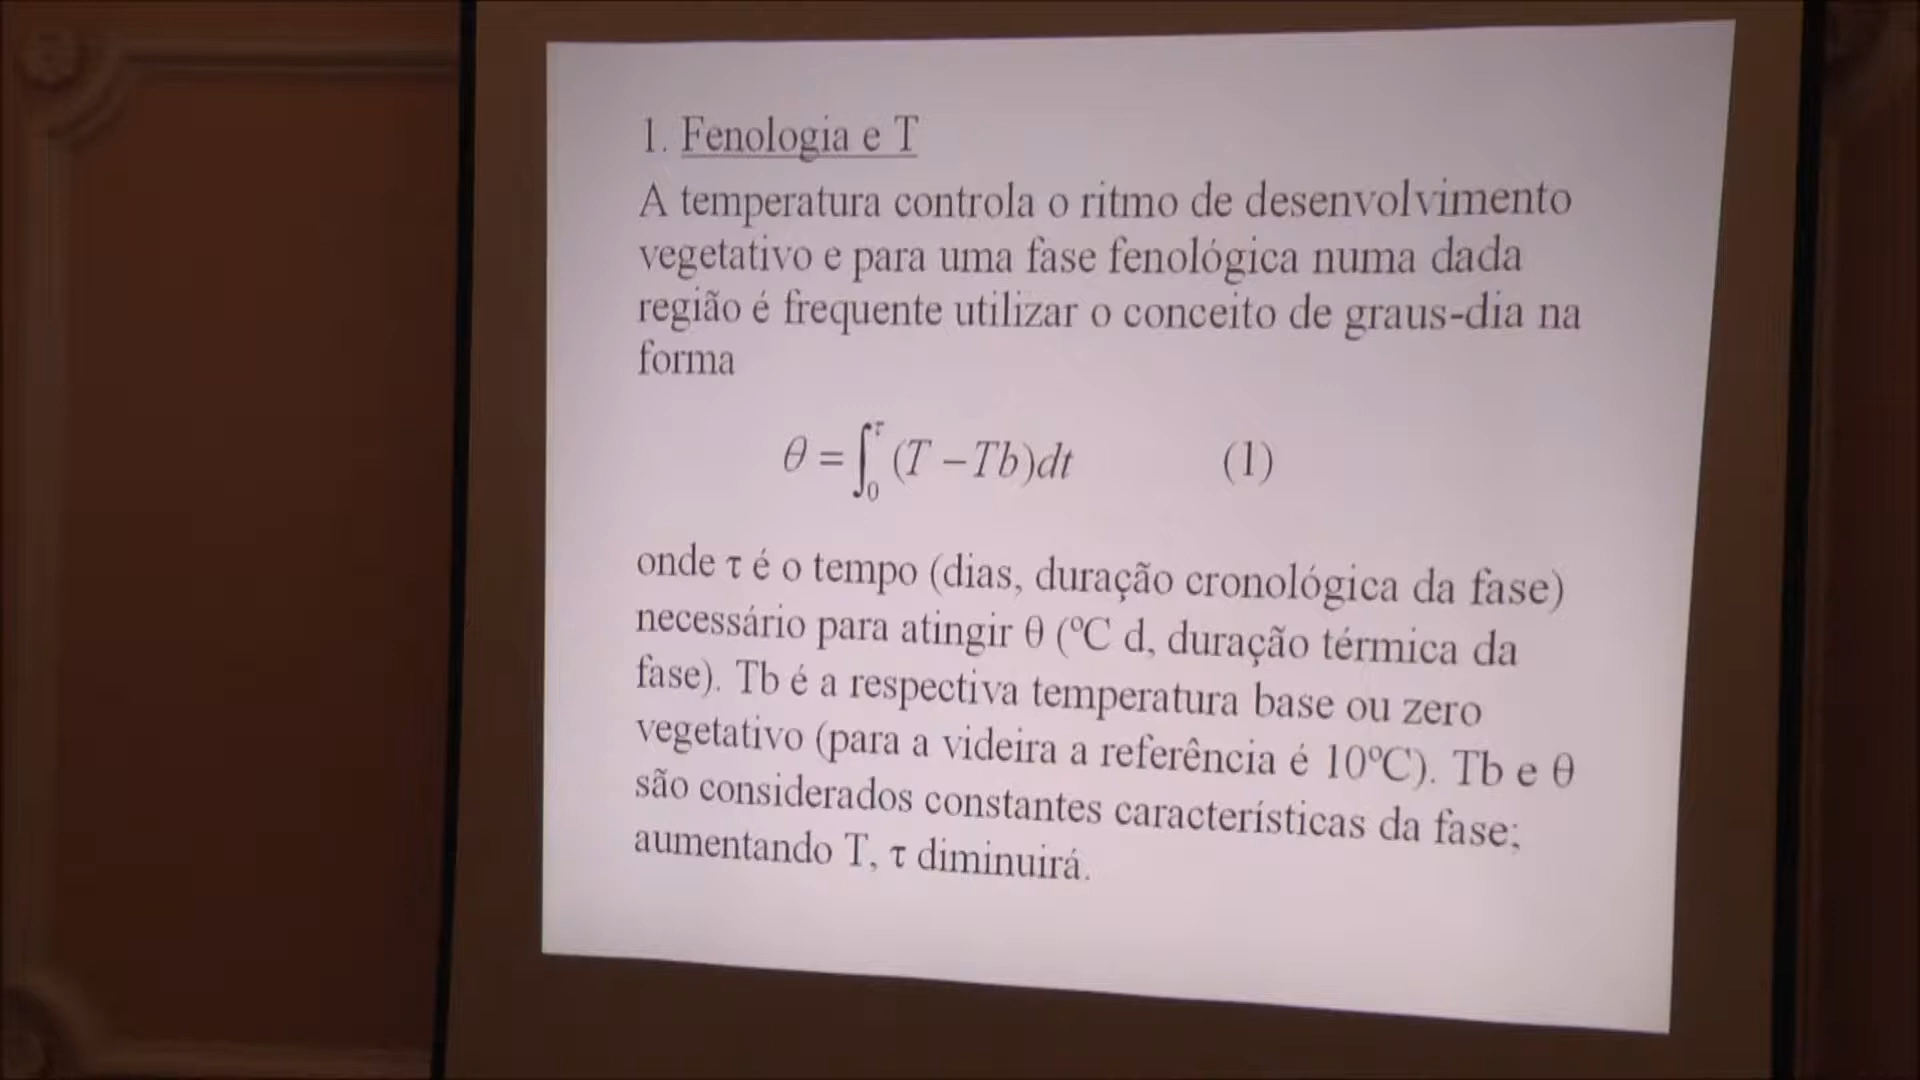 1. Fenologia e T
A temperatura controla o ritmo de desenvolvimento
vegetativo e para uma fase fenológica numa dada
região é frequente utilizar o conceito de graus-dia na
forma
θ = ∫₀^τ (T – Tb)dt (1)
onde τ é o tempo (dias, duração cronológica da fase)
necessário para atingir θ (ºC d, duração térmica da
fase). Tb é a respectiva temperatura base ou zero
vegetativo (para a videira a referência é 10ºC). Tb e θ
são considerados constantes características da fase;
aumentando T, τ diminuirá.